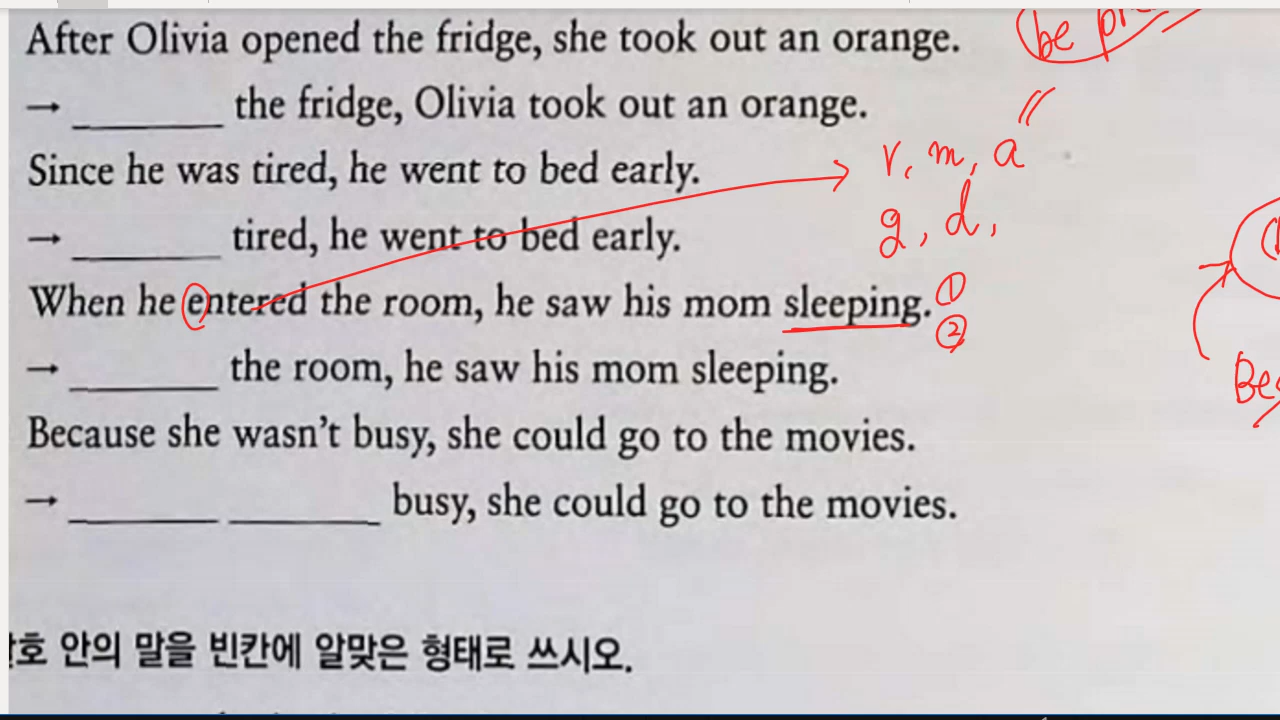 After Olivia opened the fridge, she took out an orange.
be
→ ________ the fridge, Olivia took out an orange.
Since he was tired, he went to bed early.
r, m, a
→ ________ tired, he went to bed early.
g, d,
When he entered the room, he saw his mom sleeping. ①
②
→ ________ the room, he saw his mom sleeping.
Because she wasn't busy, she could go to the movies.
→ ________ ________ busy, she could go to the movies.
안의 말을 빈칸에 알맞은 형태로 쓰시오.